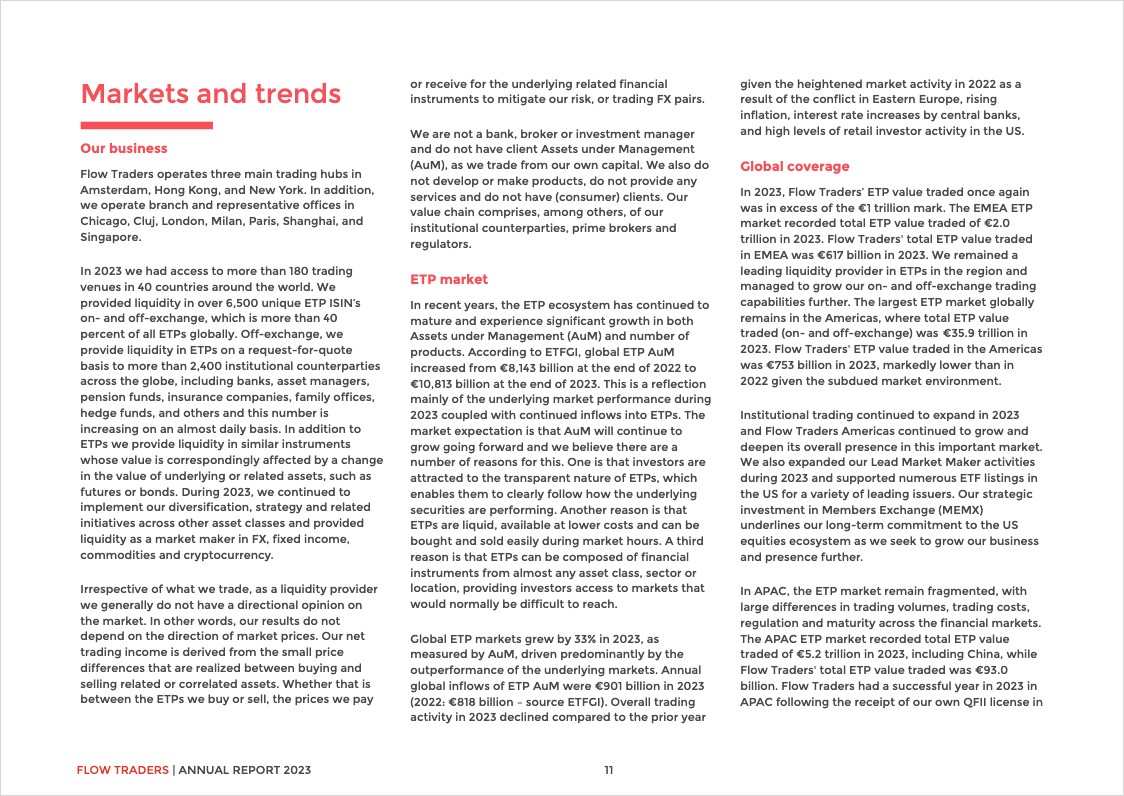 Markets and trends
Our business
Flow Traders operates three main trading hubs in
Amsterdam, Hong Kong, and New York. In addition,
we operate branch and representative offices in
Chicago, Cluj, London, Milan, Paris, Shanghai, and
Singapore.
In 2023 we had access to more than 180 trading
venues in 40 countries around the world. We
provided liquidity in over 6,500 unique ETP ISIN's
on- and off-exchange, which is more than 40
percent of all ETPs globally. Off-exchange, we
provide liquidity in ETPs on a request-for-quote
basis to more than 2,400 institutional counterparties
across the globe, including banks, asset managers,
pension funds, insurance companies, family offices,
hedge funds, and others and this number is
increasing on an almost daily basis. In addition to
ETPs we provide liquidity in similar instruments
whose value is correspondingly affected by a change
in the value of underlying or related assets, such as
futures or bonds. During 2023, we continued to
implement our diversification, strategy and related
initiatives across other asset classes and provided
liquidity as a market maker in FX, fixed income,
commodities and cryptocurrency.
Irrespective of what we trade, as a liquidity provider
we generally do not have a directional opinion on
the market. In other words, our results do not
depend on the direction of market prices. Our net
trading income is derived from the small price
differences that are realized between buying and
selling related or correlated assets. Whether that is
between the ETPs we buy or sell, the prices we pay
or receive for the underlying related financial
instruments to mitigate our risk, or trading FX pairs.
We are not a bank, broker or investment manager
and do not have client Assets under Management
(AuM), as we trade from our own capital. We also do
not develop or make products, do not provide any
services and do not have (consumer) clients. Our
value chain comprises, among others, of our
institutional counterparties, prime brokers and
regulators.
ETP market
In recent years, the ETP ecosystem has continued to
mature and experience significant growth in both
Assets under Management (AuM) and number of
products. According to ETFGI, global ETP AuM
increased from €8,143 billion at the end of 2022 to
€10,813 billion at the end of 2023. This is a reflection
mainly of the underlying market performance during
2023 coupled with continued inflows into ETPs. The
market expectation is that AuM will continue to
grow going forward and we believe there are a
number of reasons for this. One is that investors are
attracted to the transparent nature of ETPs, which
enables them to clearly follow how the underlying
securities are performing. Another reason is that
ETPs are liquid, available at lower costs and can be
bought and sold easily during market hours. A third
reason is that ETPs can be composed of financial
instruments from almost any asset class, sector or
location, providing investors access to markets that
would normally be difficult to reach.
Global ETP markets grew by 33% in 2023, as
measured by AuM, driven predominantly by the
outperformance of the underlying markets. Annual
global inflows of ETP AuM were €901 billion in 2023
(2022: €818 billion – source ETFGI). Overall trading
activity in 2023 declined compared to the prior year
given the heightened market activity in 2022 as a
result of the conflict in Eastern Europe, rising
inflation, interest rate increases by central banks,
and high levels of retail investor activity in the US.
Global coverage
In 2023, Flow Traders' ETP value traded once again
was in excess of the €1 trillion mark. The EMEA ETP
market recorded total ETP value traded of €2.0
trillion in 2023. Flow Traders' total ETP value traded
in EMEA was €617 billion in 2023. We remained a
leading liquidity provider in ETPs in the region and
managed to grow our on- and off-exchange trading
capabilities further. The largest ETP market globally
remains in the Americas, where total ETP value
traded (on- and off-exchange) was €35.9 trillion in
2023. Flow Traders' ETP value traded in the Americas
was €753 billion in 2023, markedly lower than in
2022 given the subdued market environment.
Institutional trading continued to expand in 2023
and Flow Traders Americas continued to grow and
deepen its overall presence in this important market.
We also expanded our Lead Market Maker activities
during 2023 and supported numerous ETF listings in
the US for a variety of leading issuers. Our strategic
investment in Members Exchange (MEMX)
underlines our long-term commitment to the US
equities ecosystem as we seek to grow our business
and presence further.
In APAC, the ETP market remain fragmented, with
large differences in trading volumes, trading costs,
regulation and maturity across the financial markets.
The APAC ETP market recorded total ETP value
traded of €5.2 trillion in 2023, including China, while
Flow Traders' total ETP value traded was €93.0
billion. Flow Traders had a successful year in 2023 in
APAC following the receipt of our own QFII license in
FLOW TRADERS | ANNUAL REPORT 2023
11